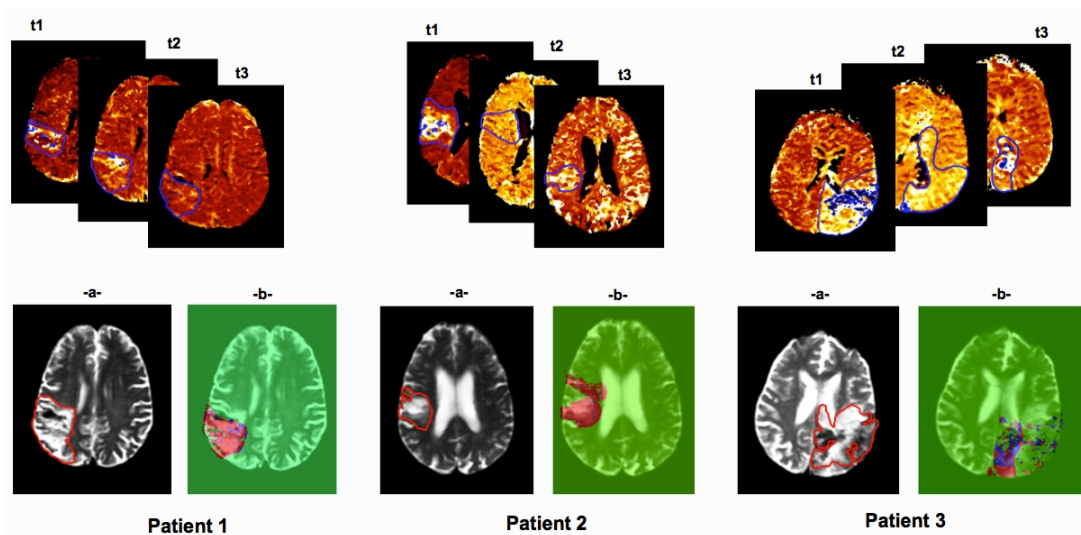 t1
t2
t3
t1
t2
t3
t1
t2
t3
-a-
-b-
-a-
-b-
-a-
-b-
Patient 1
Patient 2
Patient 3